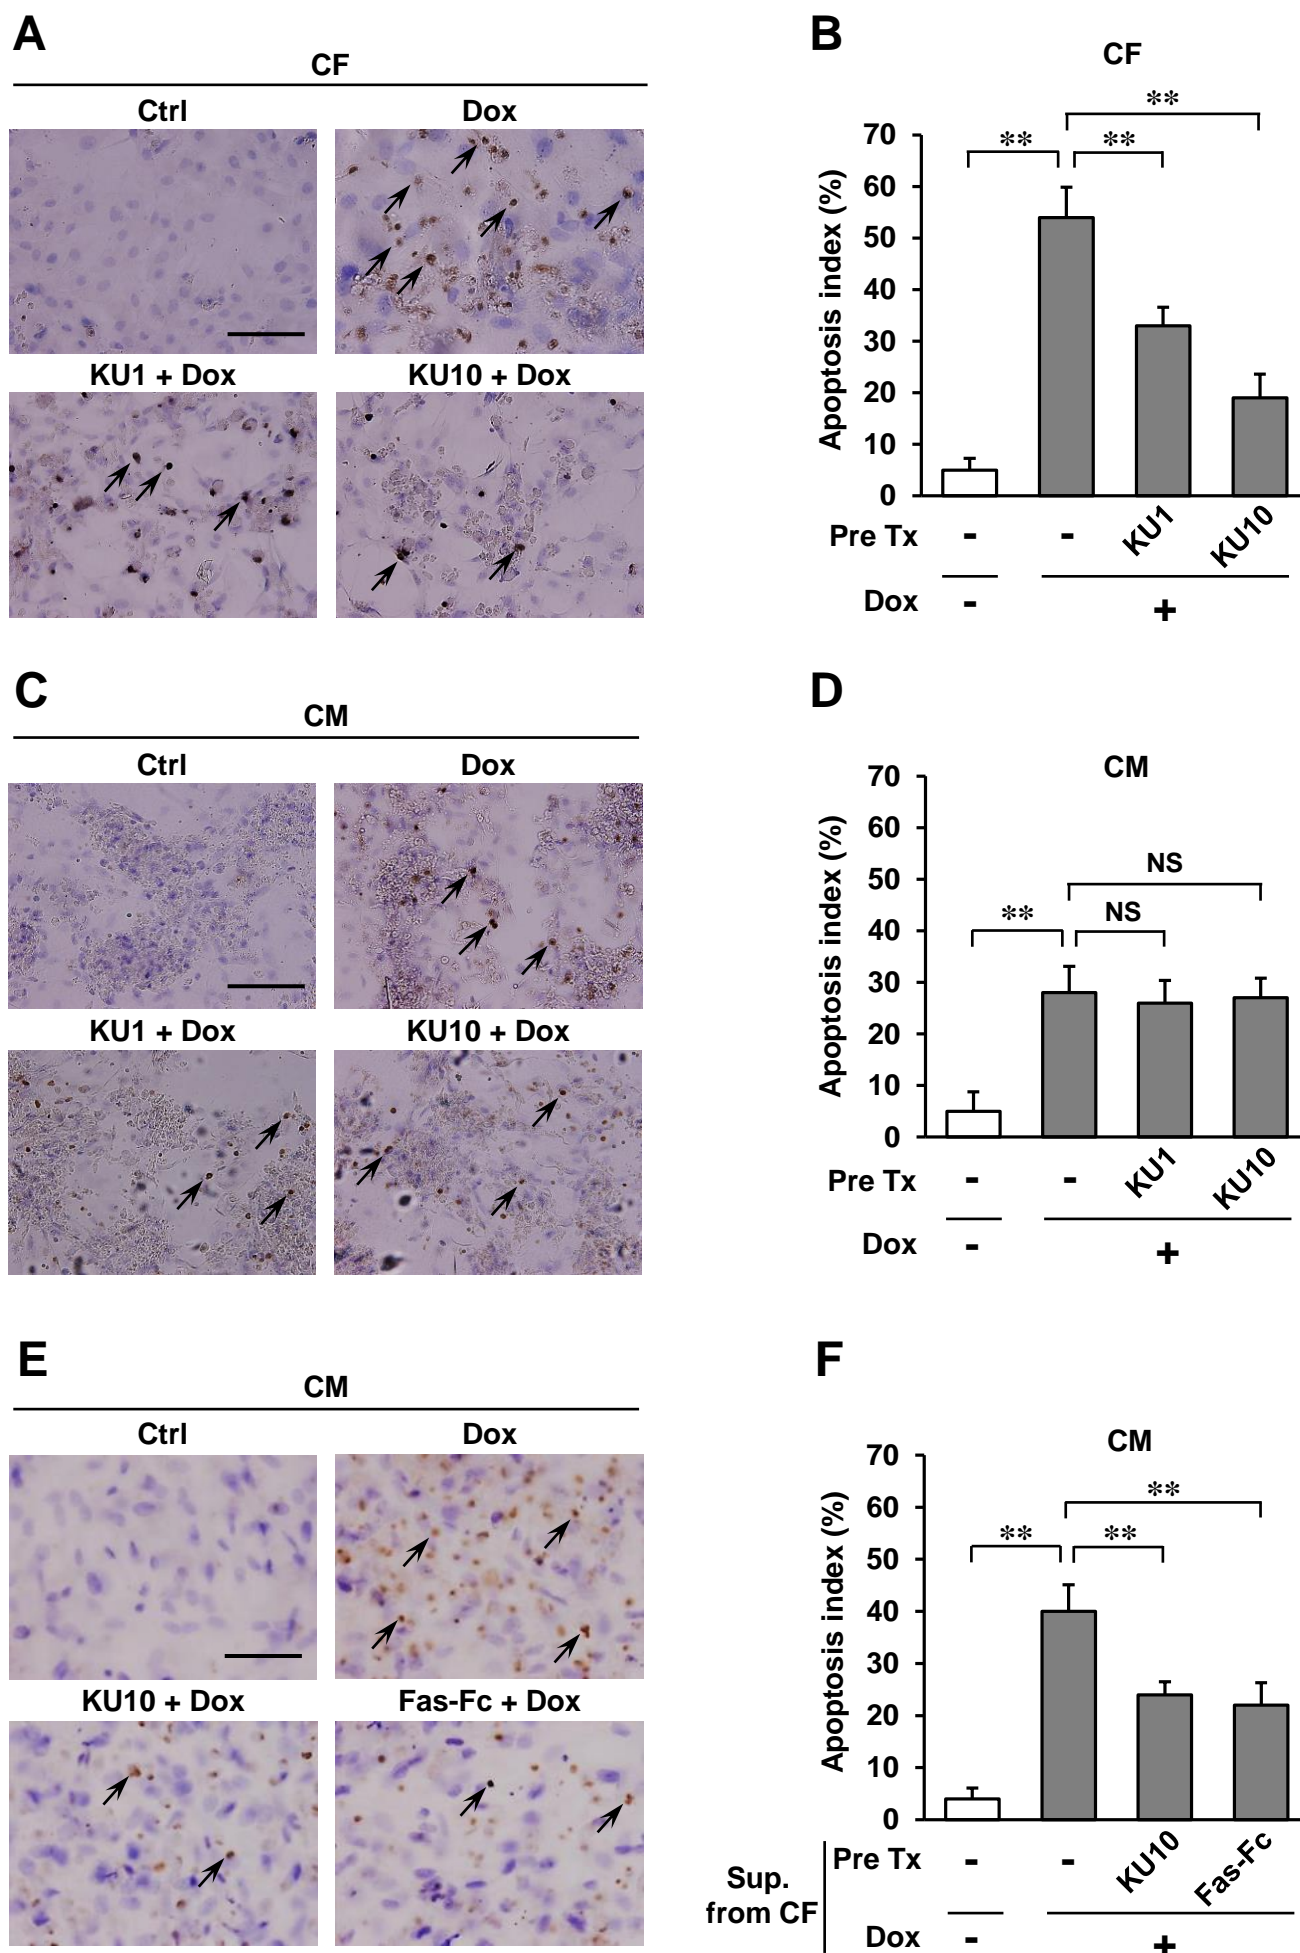 A
CF
Ctrl Dox
KU1 + Dox KU10 + Dox
B
CF
**
** **
Apoptosis index (%)
70
60
50
40
30
20
10
0
Pre Tx - - KU1 KU10
Dox - +
C
CM
Ctrl Dox
KU1 + Dox KU10 + Dox
D
CM
NS
** NS
Apoptosis index (%)
70
60
50
40
30
20
10
0
Pre Tx - - KU1 KU10
Dox - +
E
CM
Ctrl Dox
KU10 + Dox Fas-Fc + Dox
F
CM
**
** **
Apoptosis index (%)
70
60
50
40
30
20
10
0
Sup.
from CF
Pre Tx - - KU10 Fas-Fc
Dox - +